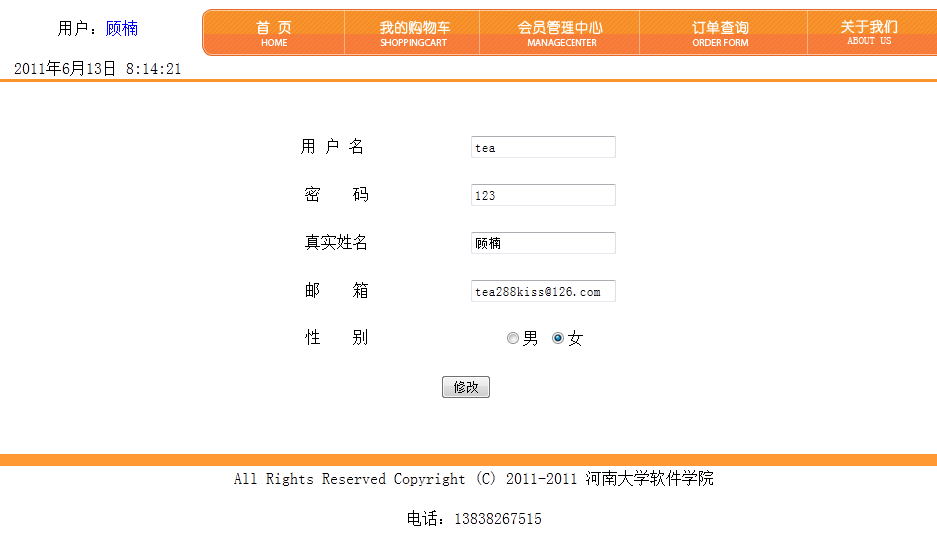 用户：顾楠
首 页 我的购物车 会员管理中心 订单查询 关于我们
HOME SHOPPINGCART MANAGECENTER ORDER FORM ABOUT US
2011年6月13日 8:14:21
用 户 名 tea
密 码 123
真实姓名 顾楠
邮 箱 tea288kiss@126.com
性 别 男 女
修改
All Rights Reserved Copyright (C) 2011-2011 河南大学软件学院
电话：13838267515